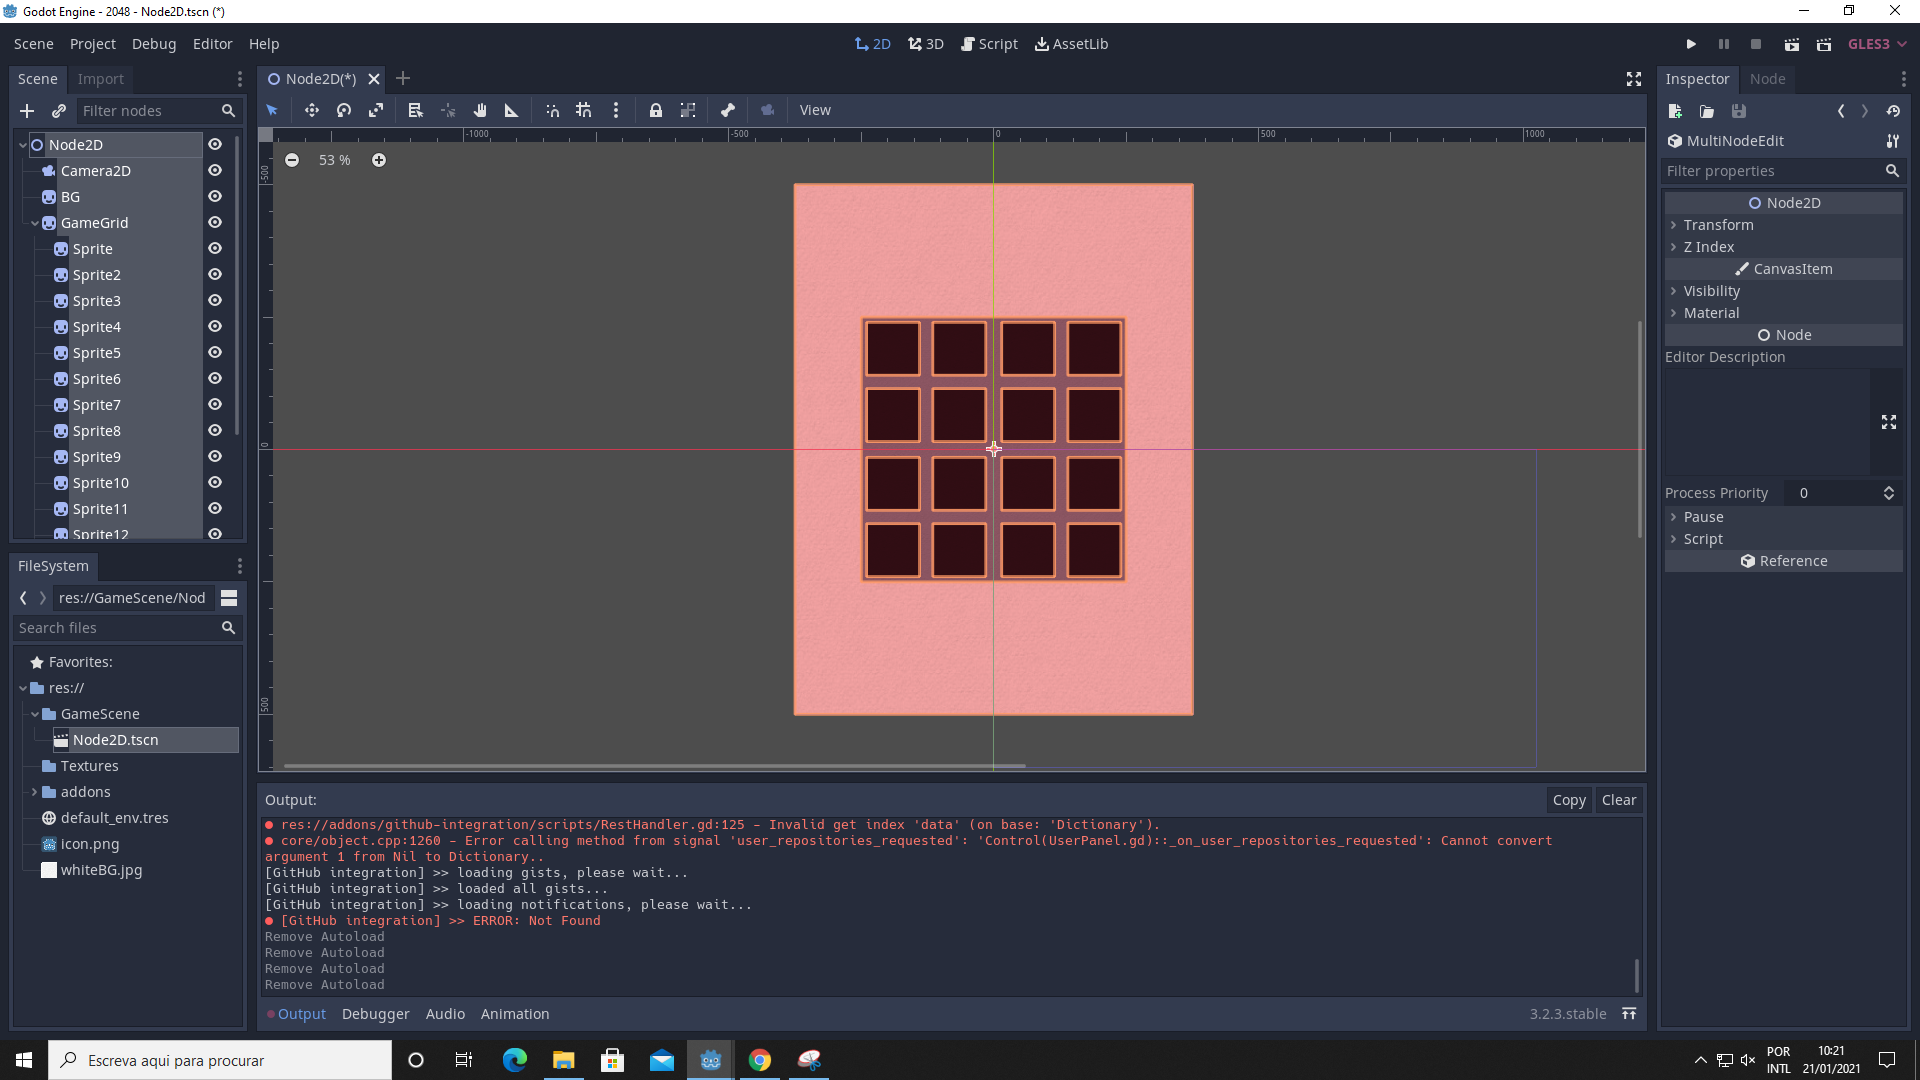 Godot Engine - 2048 - Node2D.tscn (*)
Scene Project Debug Editor Help
2D 3D Script AssetLib
GLES3
Scene Import
Node2D(*)
Inspector Node
Filter nodes
View
MultiNodeEdit
Filter properties
-1000 -500 0 500 1000
-500
0
500
53 %
Node2D
Camera2D
BG
GameGrid
Sprite
Sprite2
Sprite3
Sprite4
Sprite5
Sprite6
Sprite7
Sprite8
Sprite9
Sprite10
Sprite11
Sprite12
Node2D
Transform
Z Index
CanvasItem
Visibility
Material
Node
Editor Description
Process Priority 0
Pause
Script
Reference
FileSystem
res://GameScene/Nod
Search files
Favorites:
res://
GameScene
Node2D.tscn
Textures
addons
default_env.tres
icon.png
whiteBG.jpg
Output:
Copy Clear
res://addons/github-integration/scripts/RestHandler.gd:125 - Invalid get index 'data' (on base: 'Dictionary').
core/object.cpp:1260 - Error calling method from signal 'user_repositories_requested': 'Control(UserPanel.gd)::_on_user_repositories_requested': Cannot convert
argument 1 from Nil to Dictionary..
[GitHub integration] >> loading gists, please wait...
[GitHub integration] >> loaded all gists...
[GitHub integration] >> loading notifications, please wait...
[GitHub integration] >> ERROR: Not Found
Remove Autoload
Remove Autoload
Remove Autoload
Remove Autoload
Output Debugger Audio Animation
3.2.3.stable
Escreva aqui para procurar
POR
INTL
10:21
21/01/2021